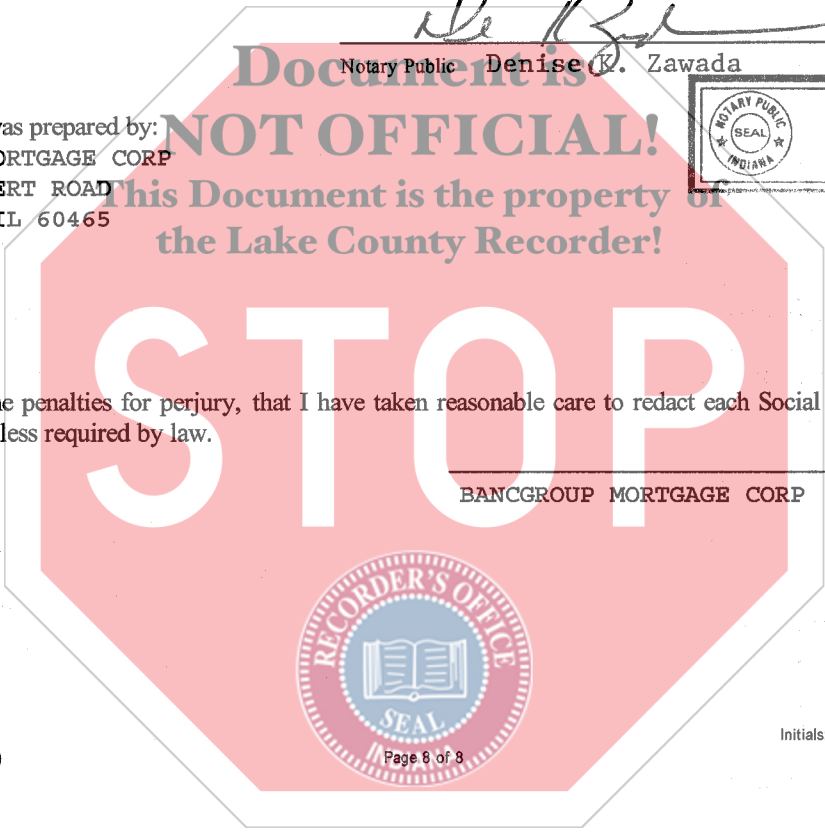 Document is
Notary Public Denise K. Zawada
NOTARY PUBLIC
SEAL
INDIANA
as prepared by:
NOT OFFICIAL!
ORTGAGE CORP
ERT ROAD
This Document is the property of
IL 60465
the Lake County Recorder!
STOP
e penalties for perjury, that I have taken reasonable care to redact each Social
less required by law.
BANCGROUP MORTGAGE CORP
RECORDER'S OFFICE
SEAL
INDIANA
Initials
Page 8 of 8